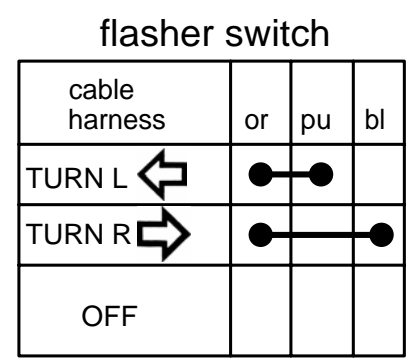 flasher switch
cable
harness or pu bl
TURN L
TURN R
OFF